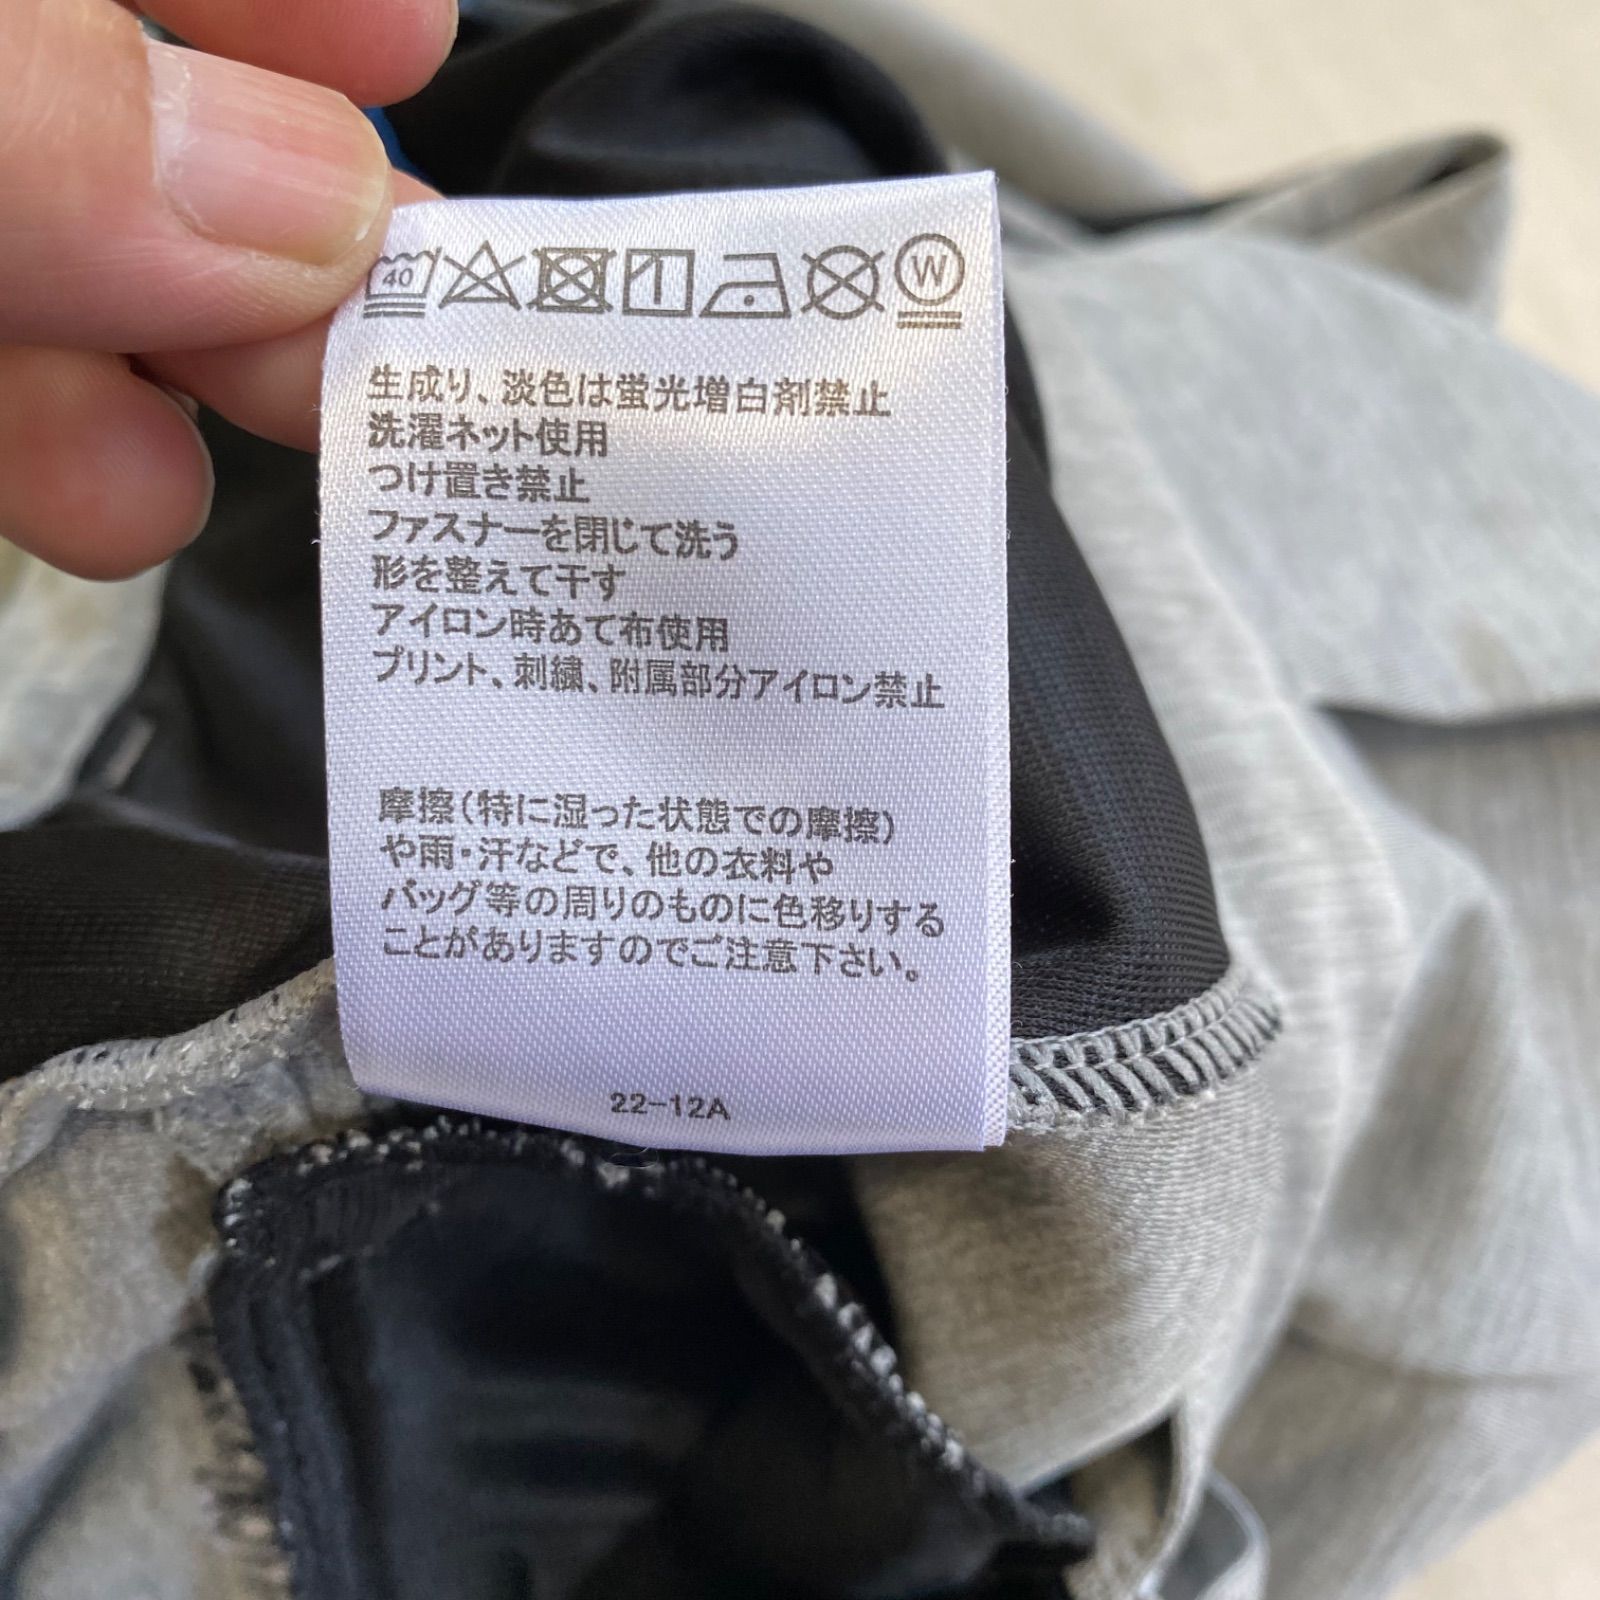 40 W
生成り、淡色は蛍光増白剤禁止
洗濯ネット使用
つけ置き禁止
ファスナーを閉じて洗う
形を整えて干す
アイロン時あて布使用
プリント、刺繍、附属部分アイロン禁止
摩擦(特に湿った状態での摩擦)
や雨・汗などで、他の衣料や
バッグ等の周りのものに色移りする
ことがありますのでご注意下さい。
22-12A